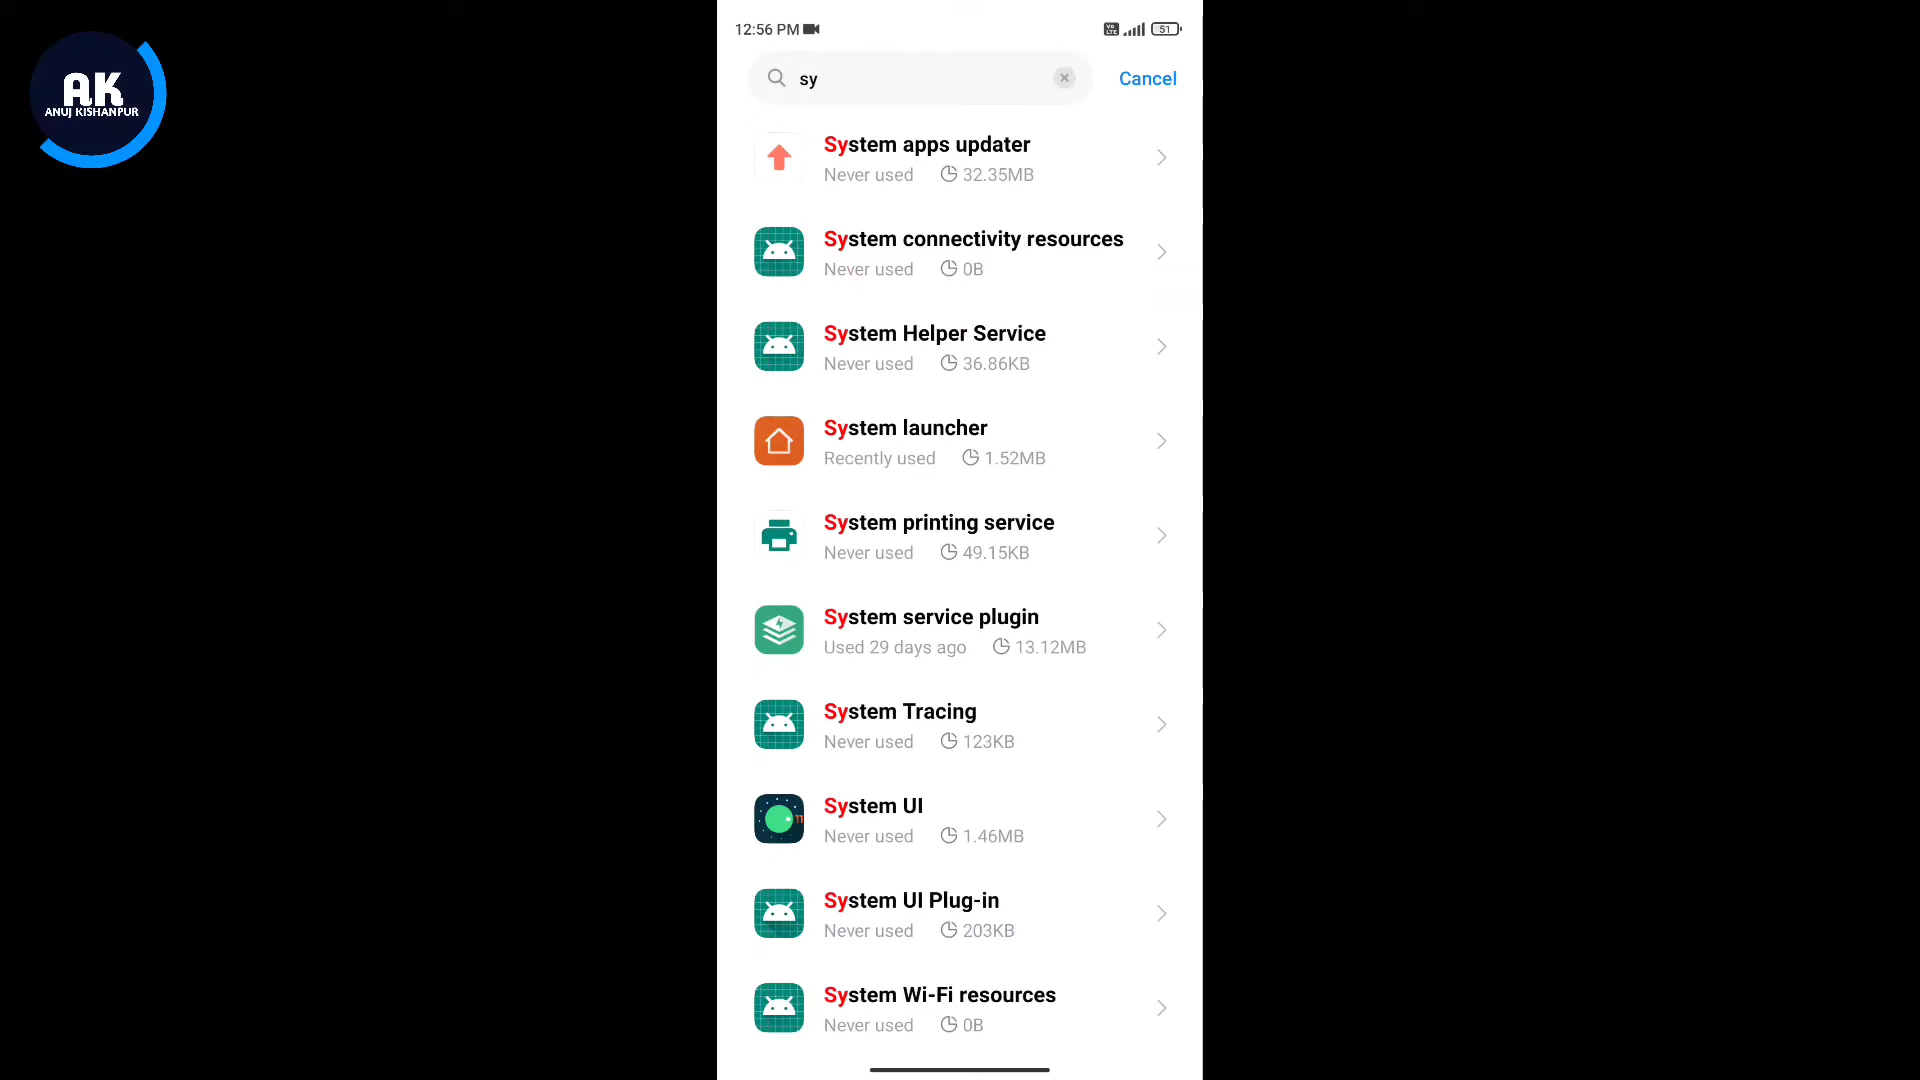 AK
ANUJ KISHANPUR
12:56 PM
Vo LTE
51
sy
Cancel
System apps updater
Never used 32.35MB
System connectivity resources
Never used 0B
System Helper Service
Never used 36.86KB
System launcher
Recently used 1.52MB
System printing service
Never used 49.15KB
System service plugin
Used 29 days ago 13.12MB
System Tracing
Never used 123KB
11
System UI
Never used 1.46MB
System UI Plug-in
Never used 203KB
System Wi-Fi resources
Never used 0B